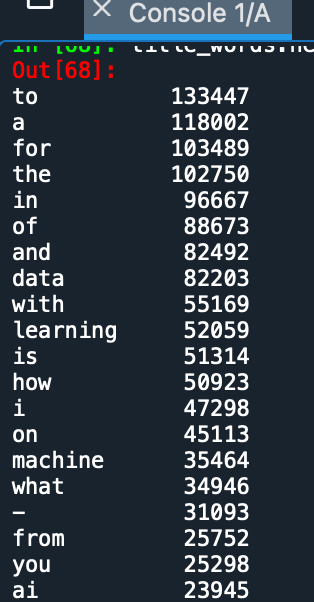 Console 1/A
In [68]: title_words.he
Out[68]:
to 133447
a 118002
for 103489
the 102750
in 96667
of 88673
and 82492
data 82203
with 55169
learning 52059
is 51314
how 50923
i 47298
on 45113
machine 35464
what 34946
- 31093
from 25752
you 25298
ai 23945